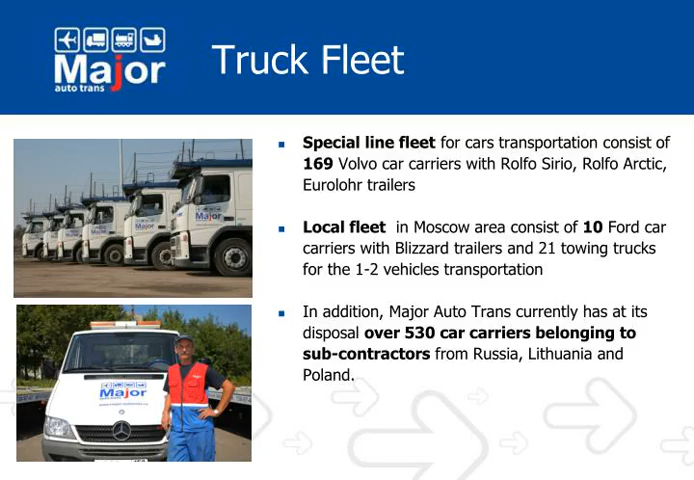 Major
auto trans
Truck Fleet
Special line fleet for cars transportation consist of
169 Volvo car carriers with Rolfo Sirio, Rolfo Arctic,
Eurolohr trailers
Local fleet in Moscow area consist of 10 Ford car
carriers with Blizzard trailers and 21 towing trucks
for the 1-2 vehicles transportation
In addition, Major Auto Trans currently has at its
disposal over 530 car carriers belonging to
sub-contractors from Russia, Lithuania and
Poland.
Major
Major